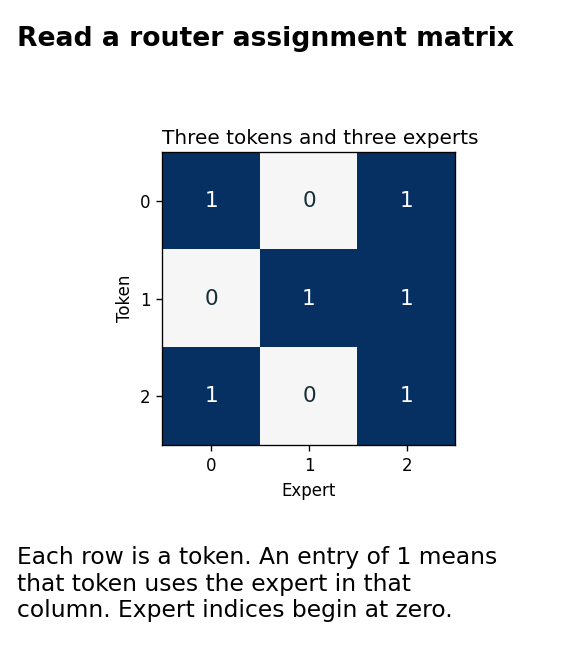 Read a router assignment matrix
Three tokens and three experts
0 1 0 1
Token
1 0 1 1
2 1 0 1
0 1 2
Expert
Each row is a token. An entry of 1 means
that token uses the expert in that
column. Expert indices begin at zero.